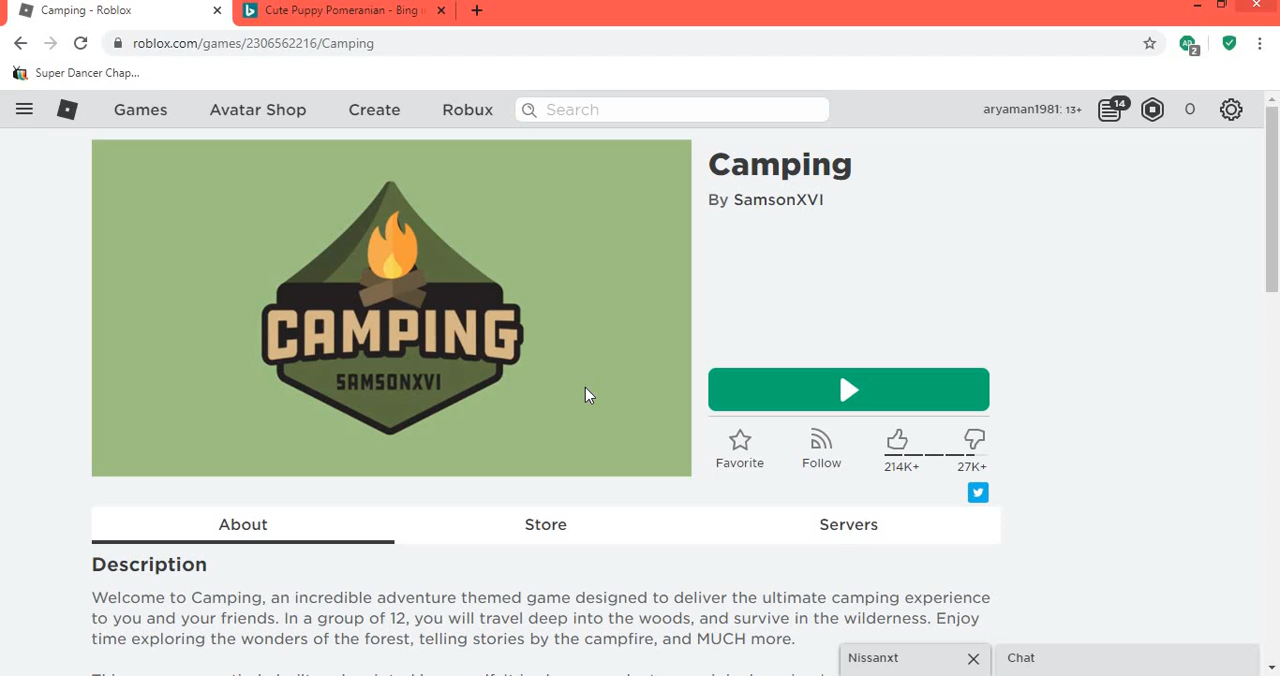 Camping - Roblox
Cute Puppy Pomeranian - Bing i
roblox.com/games/2306562216/Camping
2
Super Dancer Chap...
Games
Avatar Shop
Create
Robux
Search
aryaman1981: 13+
14
0
Camping
By SamsonXVI
CAMPING
SAMSONXVI
Favorite
Follow
214K+
27K+
About
Store
Servers
Description
Welcome to Camping, an incredible adventure themed game designed to deliver the ultimate camping experience
to you and your friends. In a group of 12, you will travel deep into the woods, and survive in the wilderness. Enjoy
time exploring the wonders of the forest, telling stories by the campfire, and MUCH more.
Nissanxt
Chat